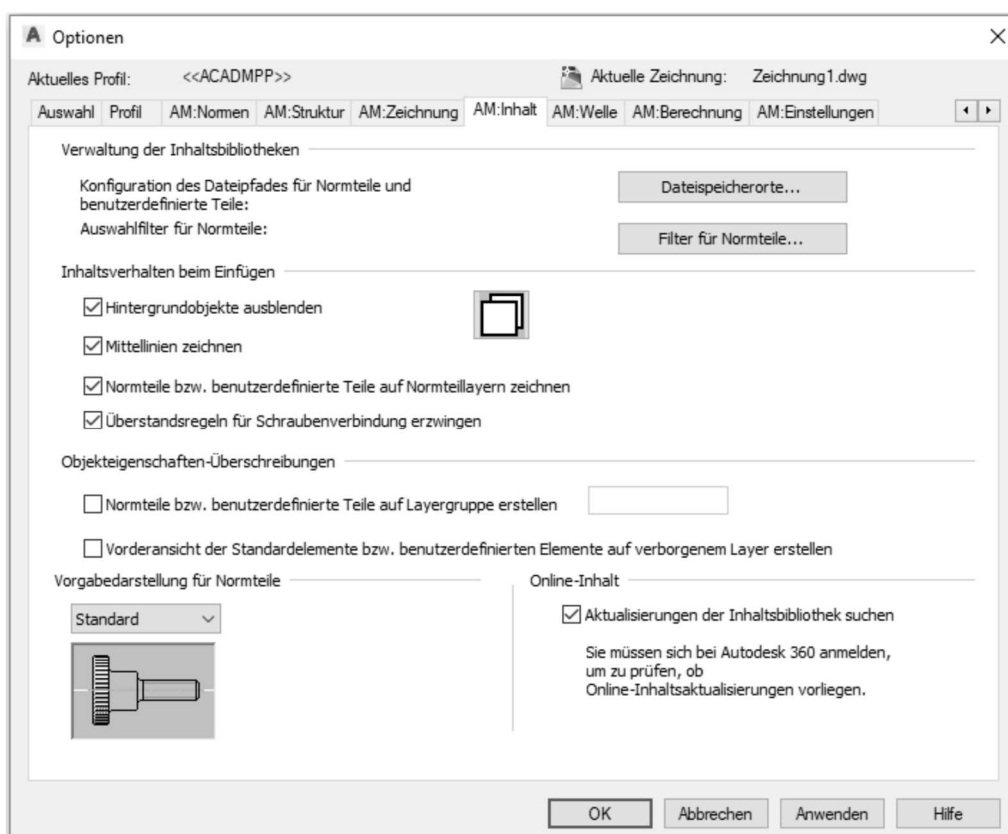 A Optionen
Aktuelles Profil: <<ACADMPP>> Aktuelle Zeichnung: Zeichnung1.dwg
Auswahl Profil AM:Normen AM:Struktur AM:Zeichnung AM:Inhalt AM:Welle AM:Berechnung AM:Einstellungen
Verwaltung der Inhaltsbibliotheken
Konfiguration des Dateipfades für Normteile und
benutzerdefinierte Teile:
Dateispeicherorte...
Auswahlfilter für Normteile:
Filter für Normteile...
Inhaltsverhalten beim Einfügen
Hintergrundobjekte ausblenden
Mittellinien zeichnen
Normteile bzw. benutzerdefinierte Teile auf Normteillayern zeichnen
Überstandsregeln für Schraubenverbindung erzwingen
Objekteigenschaften-Überschreibungen
Normteile bzw. benutzerdefinierte Teile auf Layergruppe erstellen
Vorderansicht der Standardelemente bzw. benutzerdefinierten Elemente auf verborgenem Layer erstellen
Vorgabedarstellung für Normteile
Standard
Online-Inhalt
Aktualisierungen der Inhaltsbibliothek suchen
Sie müssen sich bei Autodesk 360 anmelden,
um zu prüfen, ob
Online-Inhaltsaktualisierungen vorliegen.
OK Abbrechen Anwenden Hilfe